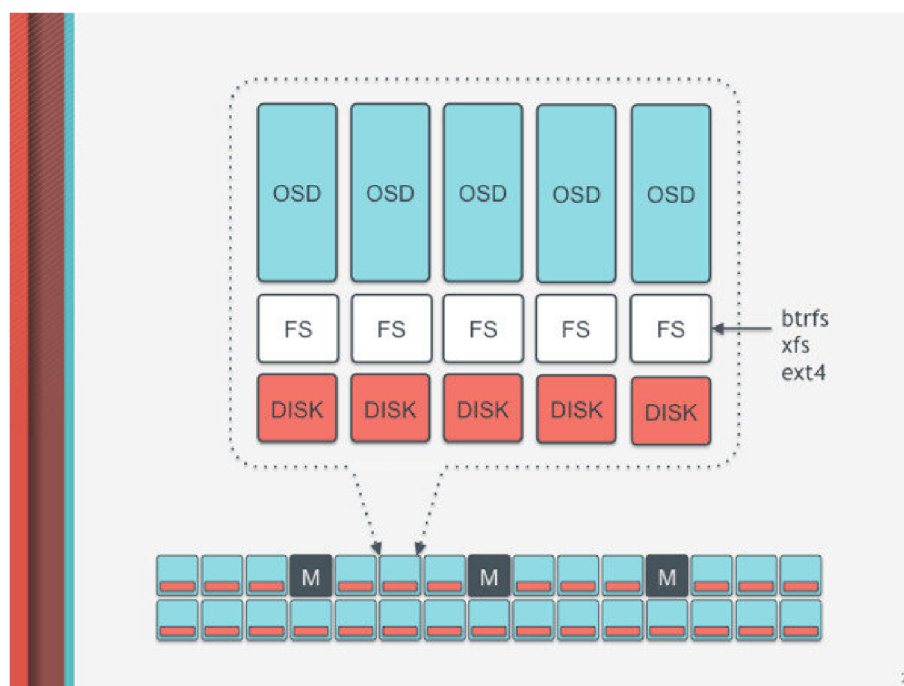 OSD OSD OSD OSD OSD
FS FS FS FS FS
btrfs
xfs
ext4
DISK DISK DISK DISK DISK
M M M